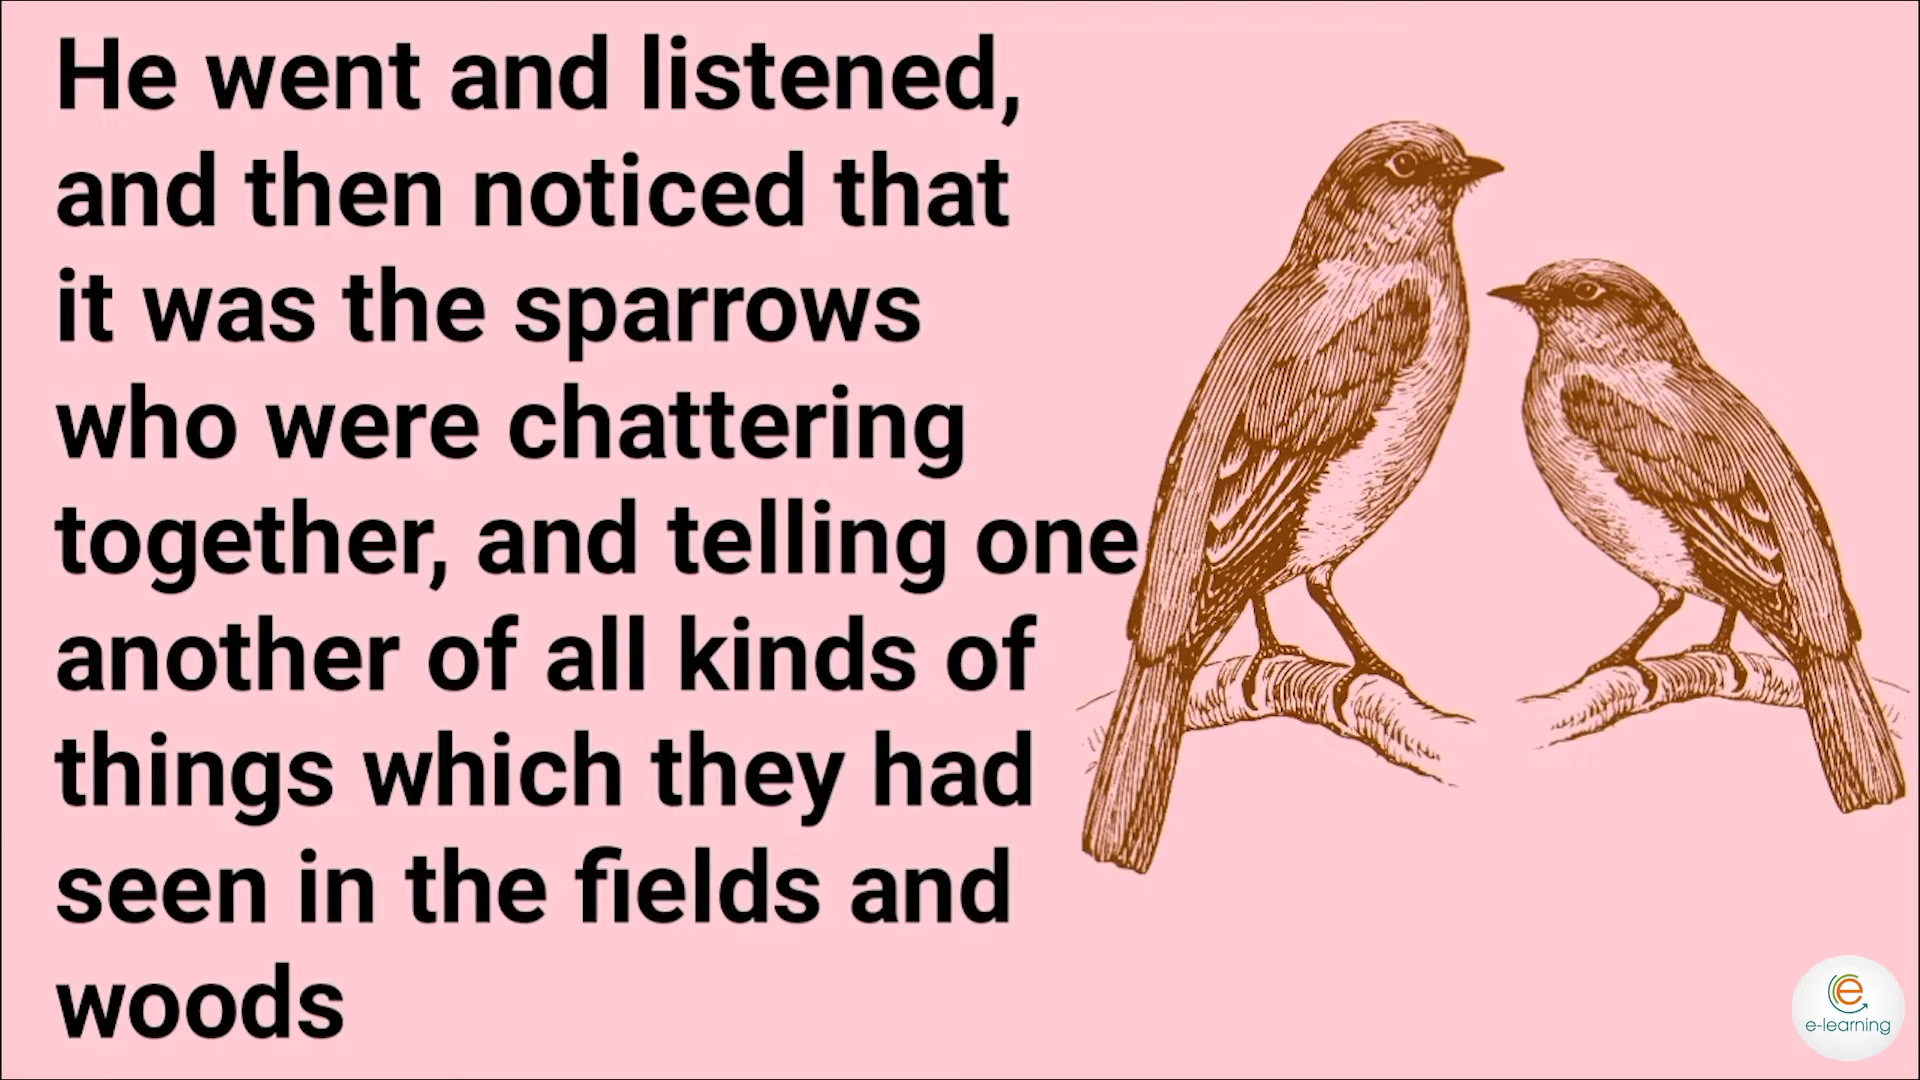 He went and listened,
and then noticed that
it was the sparrows
who were chattering
together, and telling one
another of all kinds of
things which they had
seen in the fields and
woods
e
e-learning